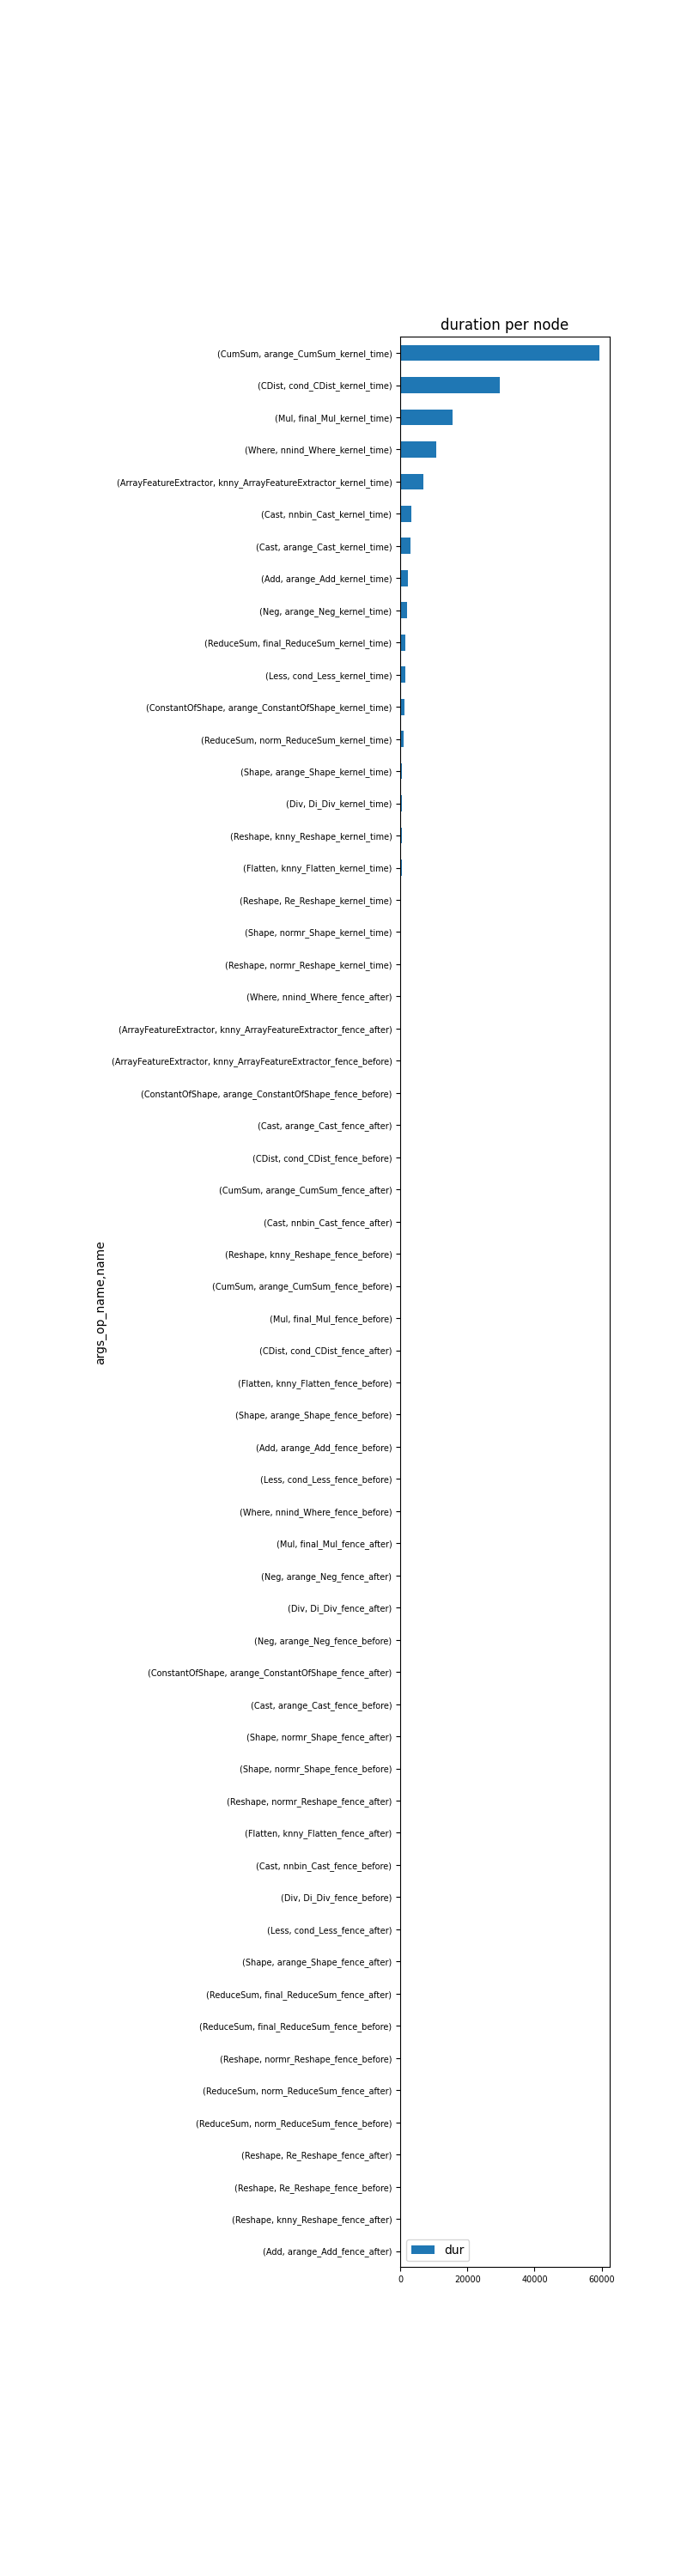 duration per node
(CumSum, arange_CumSum_kernel_time)
(CDist, cond_CDist_kernel_time)
(Mul, final_Mul_kernel_time)
(Where, nnind_Where_kernel_time)
(ArrayFeatureExtractor, knny_ArrayFeatureExtractor_kernel_time)
(Cast, nnbin_Cast_kernel_time)
(Cast, arange_Cast_kernel_time)
(Add, arange_Add_kernel_time)
(Neg, arange_Neg_kernel_time)
(ReduceSum, final_ReduceSum_kernel_time)
(Less, cond_Less_kernel_time)
(ConstantOfShape, arange_ConstantOfShape_kernel_time)
(ReduceSum, norm_ReduceSum_kernel_time)
(Shape, arange_Shape_kernel_time)
(Div, Di_Div_kernel_time)
(Reshape, knny_Reshape_kernel_time)
(Flatten, knny_Flatten_kernel_time)
(Reshape, Re_Reshape_kernel_time)
(Shape, normr_Shape_kernel_time)
(Reshape, normr_Reshape_kernel_time)
(Where, nnind_Where_fence_after)
(ArrayFeatureExtractor, knny_ArrayFeatureExtractor_fence_after)
(ArrayFeatureExtractor, knny_ArrayFeatureExtractor_fence_before)
(ConstantOfShape, arange_ConstantOfShape_fence_before)
(Cast, arange_Cast_fence_after)
(CDist, cond_CDist_fence_before)
(CumSum, arange_CumSum_fence_after)
(Cast, nnbin_Cast_fence_after)
(Reshape, knny_Reshape_fence_before)
(CumSum, arange_CumSum_fence_before)
(Mul, final_Mul_fence_before)
(CDist, cond_CDist_fence_after)
(Flatten, knny_Flatten_fence_before)
(Shape, arange_Shape_fence_before)
(Add, arange_Add_fence_before)
(Less, cond_Less_fence_before)
(Where, nnind_Where_fence_before)
(Mul, final_Mul_fence_after)
(Neg, arange_Neg_fence_after)
(Div, Di_Div_fence_after)
(Neg, arange_Neg_fence_before)
(ConstantOfShape, arange_ConstantOfShape_fence_after)
(Cast, arange_Cast_fence_before)
(Shape, normr_Shape_fence_after)
(Shape, normr_Shape_fence_before)
(Reshape, normr_Reshape_fence_after)
(Flatten, knny_Flatten_fence_after)
(Cast, nnbin_Cast_fence_before)
(Div, Di_Div_fence_before)
(Less, cond_Less_fence_after)
(Shape, arange_Shape_fence_after)
(ReduceSum, final_ReduceSum_fence_after)
(ReduceSum, final_ReduceSum_fence_before)
(Reshape, normr_Reshape_fence_before)
(ReduceSum, norm_ReduceSum_fence_after)
(ReduceSum, norm_ReduceSum_fence_before)
(Reshape, Re_Reshape_fence_after)
(Reshape, Re_Reshape_fence_before)
(Reshape, knny_Reshape_fence_after)
(Add, arange_Add_fence_after)
args_op_name,name
dur
0 20000 40000 60000